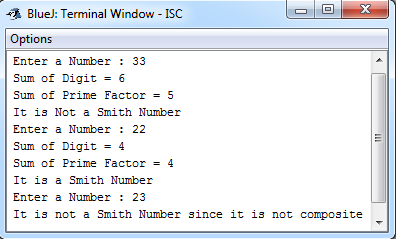 BlueJ: Terminal Window - ISC
Options
Enter a Number : 33
Sum of Digit = 6
Sum of Prime Factor = 5
It is Not a Smith Number
Enter a Number : 22
Sum of Digit = 4
Sum of Prime Factor = 4
It is a Smith Number
Enter a Number : 23
It is not a Smith Number since it is not composite